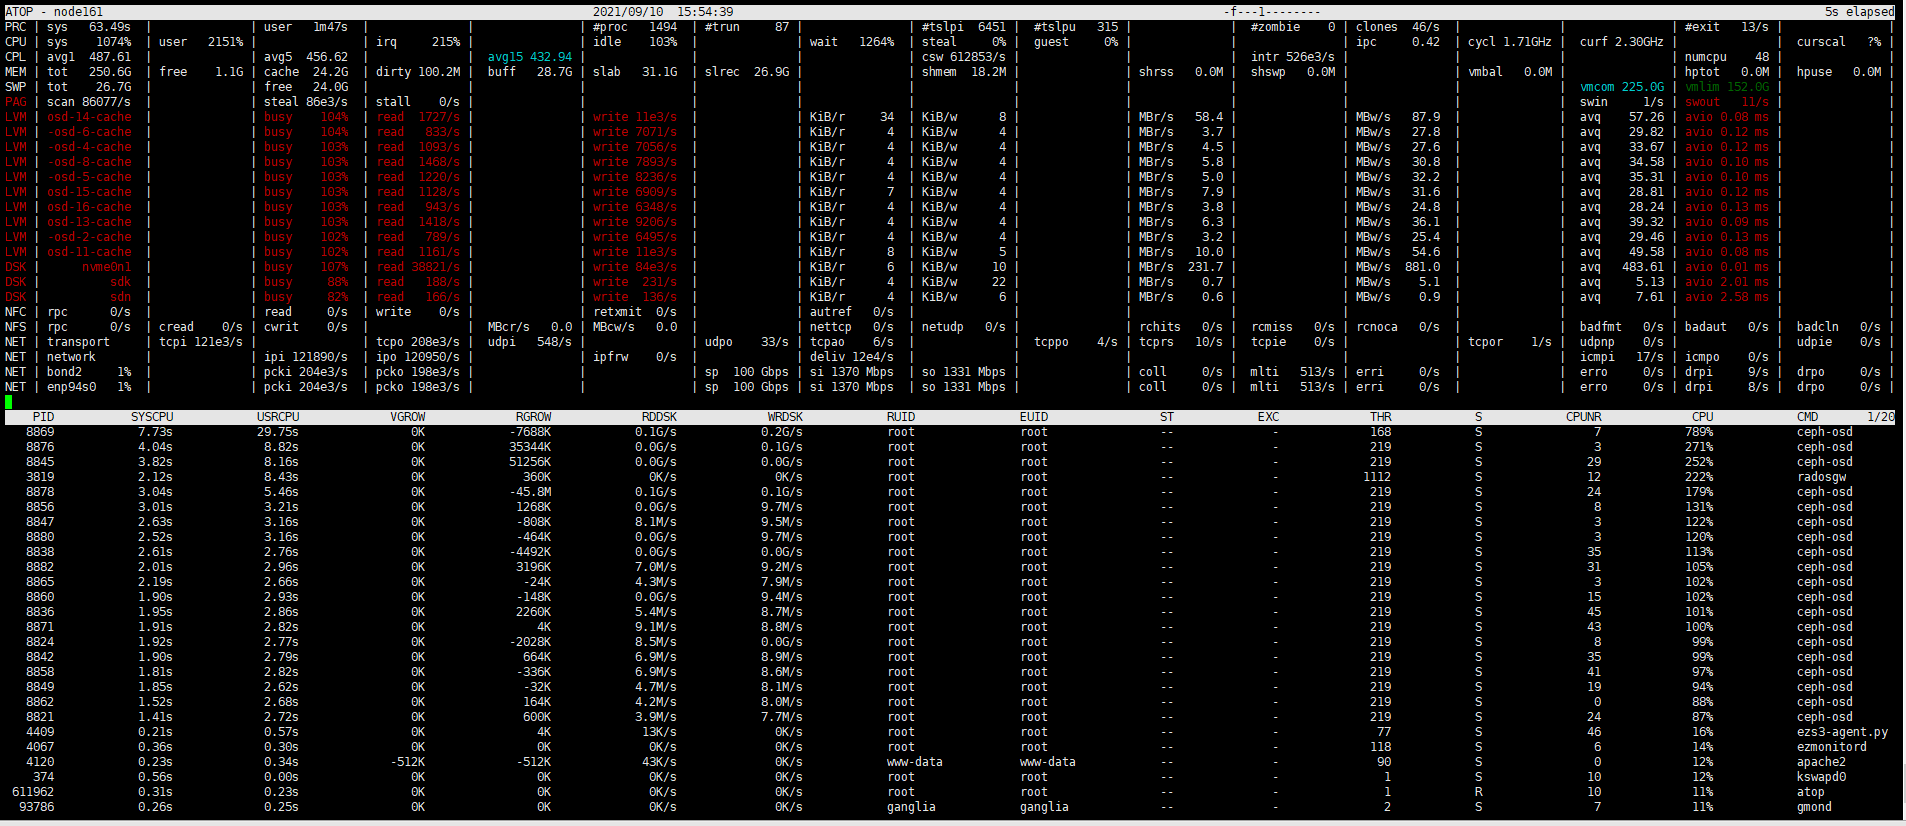 ATOP - node161 2021/09/10 15:54:39 -f---1-------- 5s elapsed
PRC | sys 63.49s | user 1m47s | | #proc 1494 | #trun 87 | | #tslpi 6451 | #tslpu 315 | | #zombie 0 | clones 46/s | | | #exit 13/s | |
CPU | sys 1074% | user 2151% | | irq 215% | | idle 103% | | wait 1264% | steal 0% | guest 0% | | | ipc 0.42 | cycl 1.71GHz | curf 2.30GHz | | curscal ?% |
CPL | avg1 487.61 | | avg5 456.62 | | avg15 432.94 | | | | csw 612853/s | | | intr 526e3/s | | | | numcpu 48 | |
MEM | tot 250.6G | free 1.1G | cache 24.2G | dirty 100.2M | buff 28.7G | slab 31.1G | slrec 26.9G | | shmem 18.2M | | shrss 0.0M | shswp 0.0M | | vmbal 0.0M | | hptot 0.0M | hpuse 0.0M |
SWP | tot 26.7G | | free 24.0G | | | | | | | | | | | | vmcom 225.0G | vmlim 152.0G | |
PAG | scan 86077/s | | steal 86e3/s | stall 0/s | | | | | | | | | | | swin 1/s | swout 11/s | |
LVM | osd-14-cache | | busy 104% | read 1727/s | | write 11e3/s | | KiB/r 34 | KiB/w 8 | | MBr/s 58.4 | | MBw/s 87.9 | | avq 57.26 | avio 0.08 ms | |
LVM | -osd-6-cache | | busy 104% | read 833/s | | write 7071/s | | KiB/r 4 | KiB/w 4 | | MBr/s 3.7 | | MBw/s 27.8 | | avq 29.82 | avio 0.12 ms | |
LVM | -osd-4-cache | | busy 103% | read 1093/s | | write 7056/s | | KiB/r 4 | KiB/w 4 | | MBr/s 4.5 | | MBw/s 27.6 | | avq 33.67 | avio 0.12 ms | |
LVM | -osd-8-cache | | busy 103% | read 1468/s | | write 7893/s | | KiB/r 4 | KiB/w 4 | | MBr/s 5.8 | | MBw/s 30.8 | | avq 34.58 | avio 0.10 ms | |
LVM | -osd-5-cache | | busy 103% | read 1220/s | | write 8236/s | | KiB/r 4 | KiB/w 4 | | MBr/s 5.0 | | MBw/s 32.2 | | avq 35.31 | avio 0.10 ms | |
LVM | osd-15-cache | | busy 103% | read 1128/s | | write 6909/s | | KiB/r 7 | KiB/w 4 | | MBr/s 7.9 | | MBw/s 31.6 | | avq 28.81 | avio 0.12 ms | |
LVM | osd-16-cache | | busy 103% | read 943/s | | write 6348/s | | KiB/r 4 | KiB/w 4 | | MBr/s 3.8 | | MBw/s 24.8 | | avq 28.24 | avio 0.13 ms | |
LVM | osd-13-cache | | busy 103% | read 1418/s | | write 9206/s | | KiB/r 4 | KiB/w 4 | | MBr/s 6.3 | | MBw/s 36.1 | | avq 39.32 | avio 0.09 ms | |
LVM | -osd-2-cache | | busy 102% | read 789/s | | write 6495/s | | KiB/r 4 | KiB/w 4 | | MBr/s 3.2 | | MBw/s 25.4 | | avq 29.46 | avio 0.13 ms | |
LVM | osd-11-cache | | busy 102% | read 1161/s | | write 11e3/s | | KiB/r 8 | KiB/w 5 | | MBr/s 10.0 | | MBw/s 54.6 | | avq 49.58 | avio 0.08 ms | |
DSK | nvme0n1 | | busy 107% | read 38821/s | | write 84e3/s | | KiB/r 6 | KiB/w 10 | | MBr/s 231.7 | | MBw/s 881.0 | | avq 483.61 | avio 0.01 ms | |
DSK | sdk | | busy 88% | read 188/s | | write 231/s | | KiB/r 4 | KiB/w 22 | | MBr/s 0.7 | | MBw/s 5.1 | | avq 5.13 | avio 2.01 ms | |
DSK | sdn | | busy 82% | read 166/s | | write 136/s | | KiB/r 4 | KiB/w 6 | | MBr/s 0.6 | | MBw/s 0.9 | | avq 7.61 | avio 2.58 ms | |
NFC | rpc 0/s | | read 0/s | write 0/s | | retxmit 0/s | | autref 0/s | | | | | | | | | |
NFS | rpc 0/s | cread 0/s | cwrit 0/s | | MBcr/s 0.0 | MBcw/s 0.0 | | nettcp 0/s | netudp 0/s | | rchits 0/s | rcmiss 0/s | rcnoca 0/s | | badfmt 0/s | badaut 0/s | badcln 0/s |
NET | transport | tcpi 121e3/s | | tcpo 208e3/s | udpi 548/s | | udpo 33/s | tcpao 6/s | | tcppo 4/s | tcprs 10/s | tcpie 0/s | | tcpor 1/s | udpnp 0/s | | udpie 0/s |
NET | network | | ipi 121890/s | ipo 120950/s | | ipfrw 0/s | | deliv 12e4/s | | | | | | | icmpi 17/s | icmpo 0/s | |
NET | bond2 1% | | pcki 204e3/s | pcko 198e3/s | | | sp 100 Gbps | si 1370 Mbps | so 1331 Mbps | | coll 0/s | mlti 513/s | erri 0/s | | erro 0/s | drpi 9/s | drpo 0/s |
NET | enp94s0 1% | | pcki 204e3/s | pcko 198e3/s | | | sp 100 Gbps | si 1370 Mbps | so 1331 Mbps | | coll 0/s | mlti 513/s | erri 0/s | | erro 0/s | drpi 8/s | drpo 0/s |
PID SYSCPU USRCPU VGROW RGROW RDDSK WRDSK RUID EUID ST EXC THR S CPUNR CPU CMD 1/20
8869 7.73s 29.75s 0K -7688K 0.1G/s 0.2G/s root root -- - 168 S 7 789% ceph-osd
8876 4.04s 8.82s 0K 35344K 0.0G/s 0.1G/s root root -- - 219 S 3 271% ceph-osd
8845 3.82s 8.16s 0K 51256K 0.0G/s 0.0G/s root root -- - 219 S 29 252% ceph-osd
3819 2.12s 8.43s 0K 360K 0K/s 0K/s root root -- - 1112 S 12 222% radosgw
8878 3.04s 5.46s 0K -45.8M 0.1G/s 0.1G/s root root -- - 219 S 24 179% ceph-osd
8856 3.01s 3.21s 0K 1268K 0.0G/s 9.7M/s root root -- - 219 S 8 131% ceph-osd
8847 2.63s 3.16s 0K -808K 8.1M/s 9.5M/s root root -- - 219 S 3 122% ceph-osd
8880 2.52s 3.16s 0K -464K 0.0G/s 9.7M/s root root -- - 219 S 3 120% ceph-osd
8838 2.61s 2.76s 0K -4492K 0.0G/s 0.0G/s root root -- - 219 S 35 113% ceph-osd
8882 2.01s 2.96s 0K 3196K 7.0M/s 9.2M/s root root -- - 219 S 31 105% ceph-osd
8865 2.19s 2.66s 0K -24K 4.3M/s 7.9M/s root root -- - 219 S 3 102% ceph-osd
8860 1.90s 2.93s 0K -148K 0.0G/s 9.4M/s root root -- - 219 S 15 102% ceph-osd
8836 1.95s 2.86s 0K 2260K 5.4M/s 8.7M/s root root -- - 219 S 45 101% ceph-osd
8871 1.91s 2.82s 0K 4K 9.1M/s 8.8M/s root root -- - 219 S 43 100% ceph-osd
8824 1.92s 2.77s 0K -2028K 8.5M/s 0.0G/s root root -- - 219 S 8 99% ceph-osd
8842 1.90s 2.79s 0K 664K 6.9M/s 8.9M/s root root -- - 219 S 35 99% ceph-osd
8858 1.81s 2.82s 0K -336K 6.9M/s 8.6M/s root root -- - 219 S 41 97% ceph-osd
8849 1.85s 2.62s 0K -32K 4.7M/s 8.1M/s root root -- - 219 S 19 94% ceph-osd
8862 1.52s 2.68s 0K 164K 4.2M/s 8.0M/s root root -- - 219 S 0 88% ceph-osd
8821 1.41s 2.72s 0K 600K 3.9M/s 7.7M/s root root -- - 219 S 24 87% ceph-osd
4409 0.21s 0.57s 0K 4K 13K/s 0K/s root root -- - 77 S 46 16% ezs3-agent.py
4067 0.36s 0.30s 0K 0K 0K/s 0K/s root root -- - 118 S 6 14% ezmonitord
4120 0.23s 0.34s -512K -512K 43K/s 0K/s www-data www-data -- - 90 S 0 12% apache2
374 0.56s 0.00s 0K 0K 0K/s 0K/s root root -- - 1 S 10 12% kswapd0
611962 0.31s 0.23s 0K 0K 0K/s 0K/s root root -- - 1 R 10 11% atop
93786 0.26s 0.25s 0K 0K 0K/s 0K/s ganglia ganglia -- - 2 S 7 11% gmond